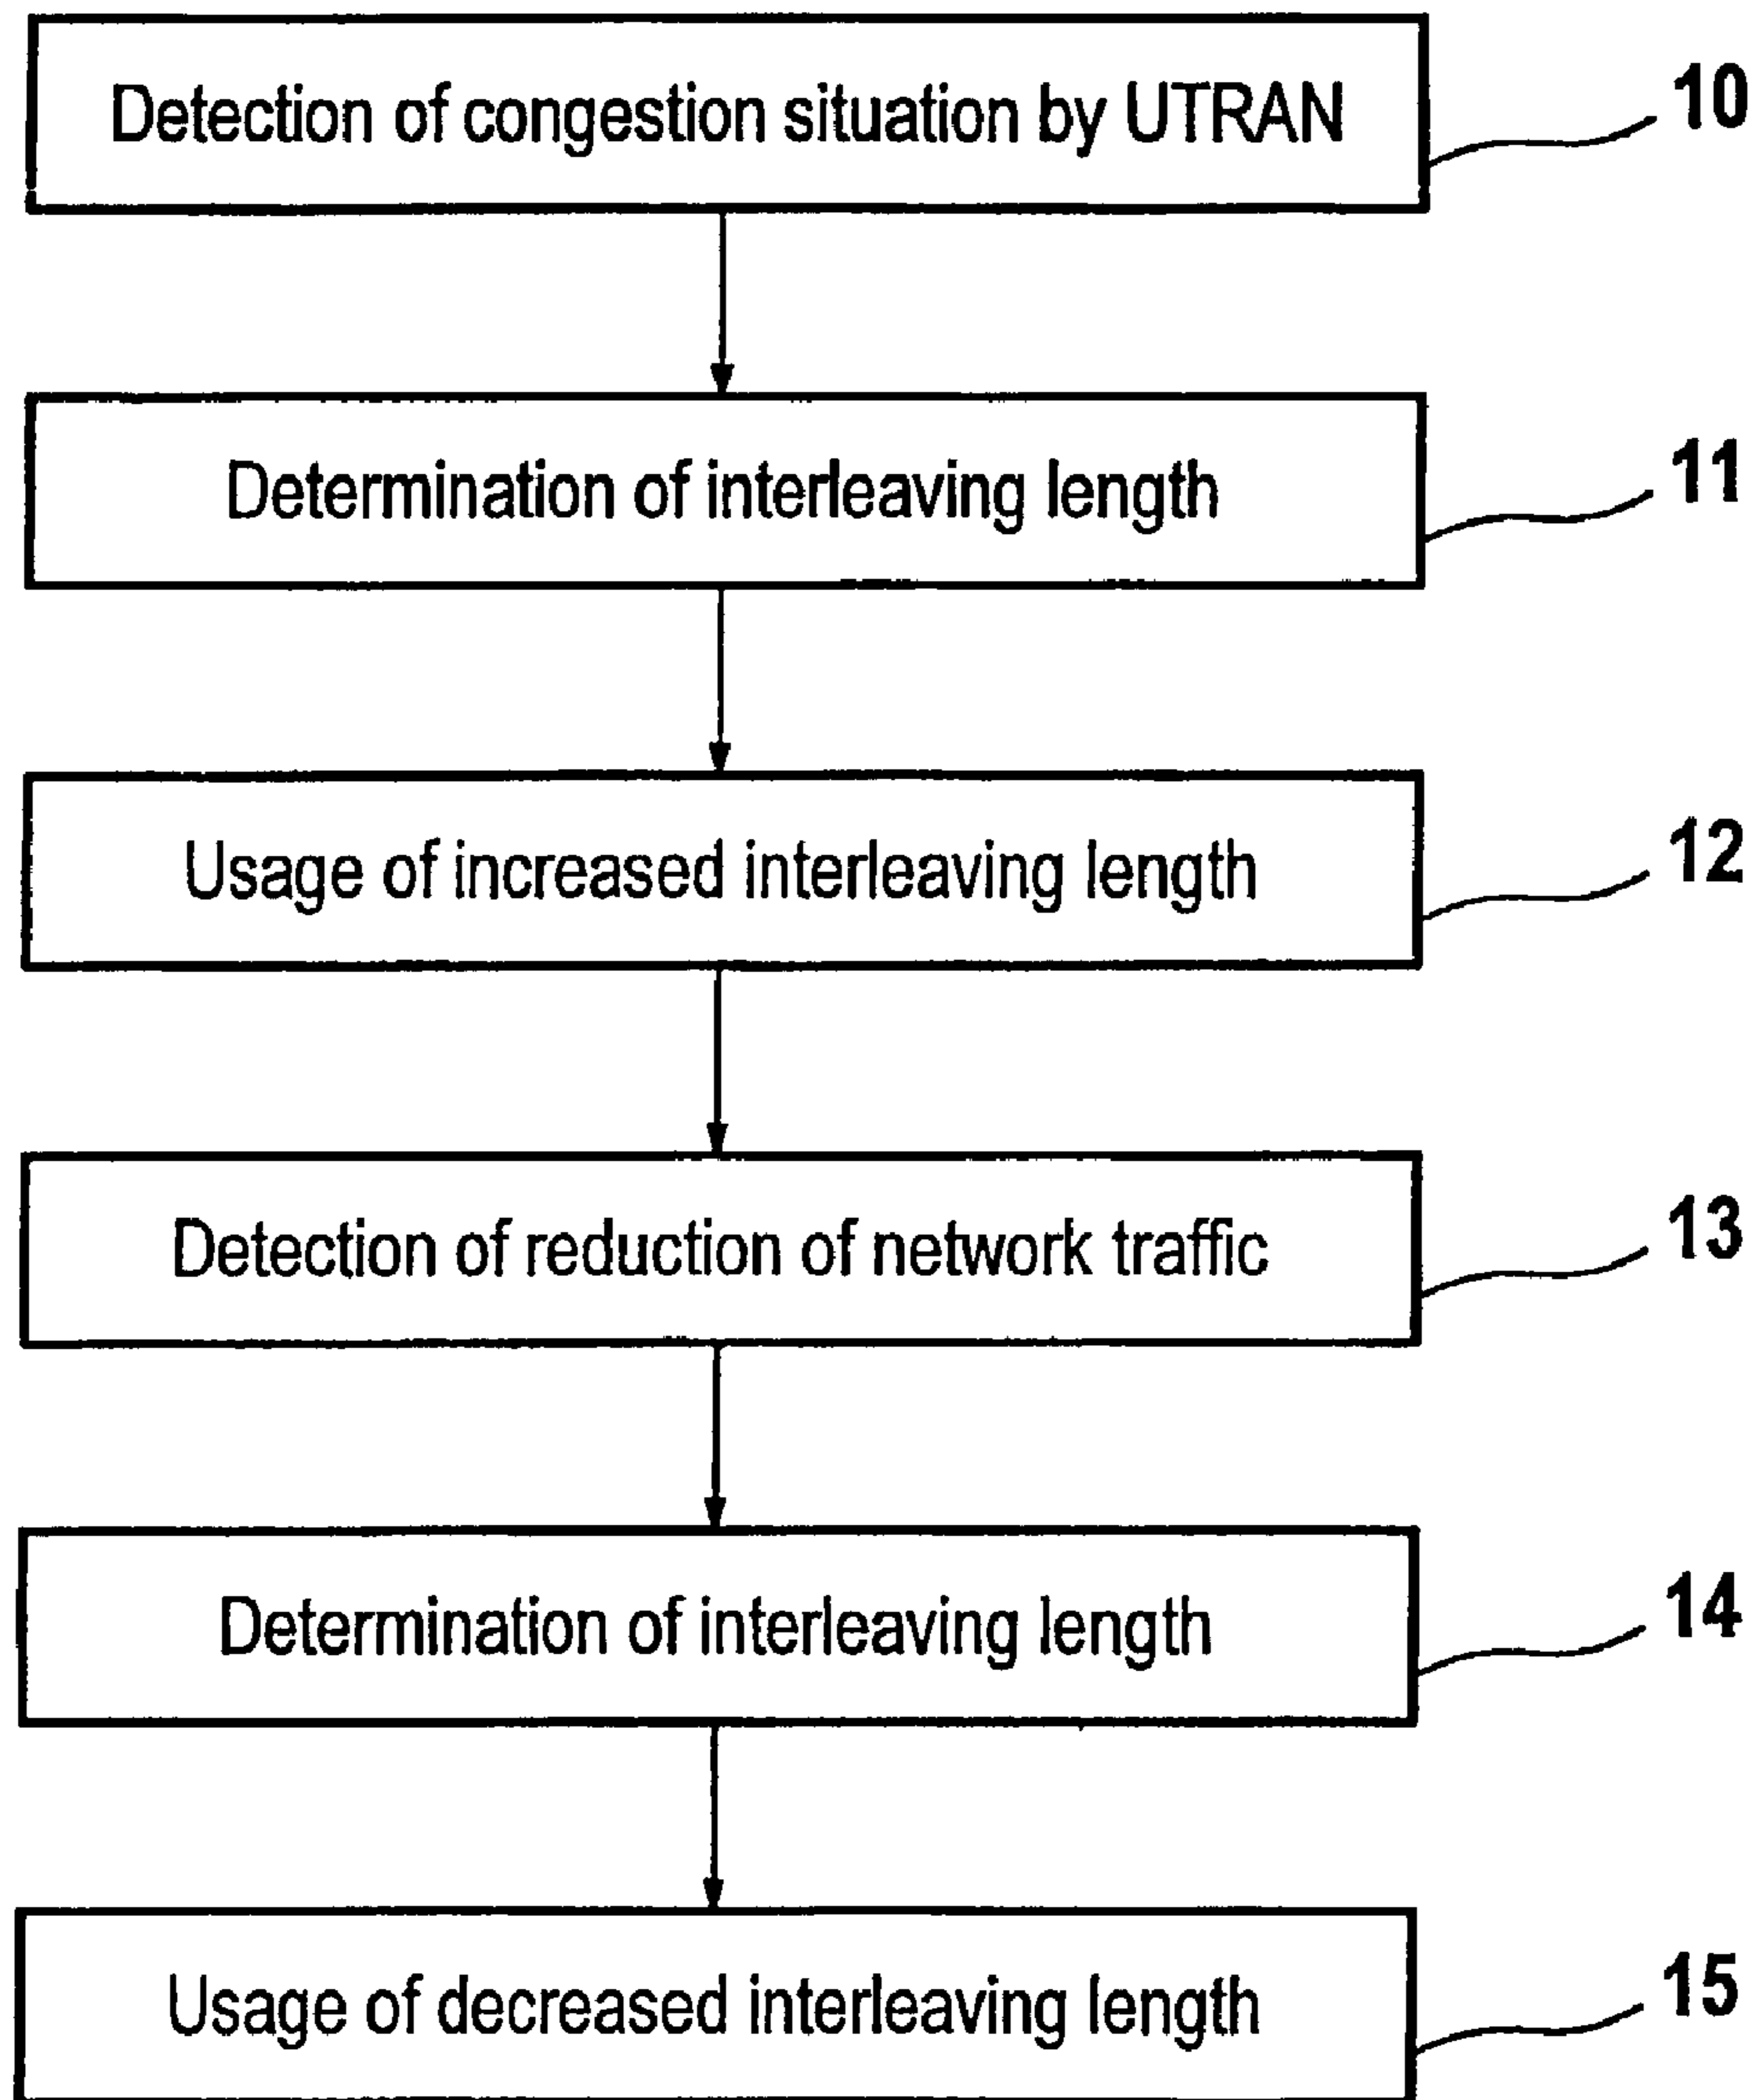 Detection of congestion situation by UTRAN
10
Determination of interleaving length
11
Usage of increased interleaving length
12
Detection of reduction of network traffic
13
Determination of interleaving length
14
Usage of decreased interleaving length
15